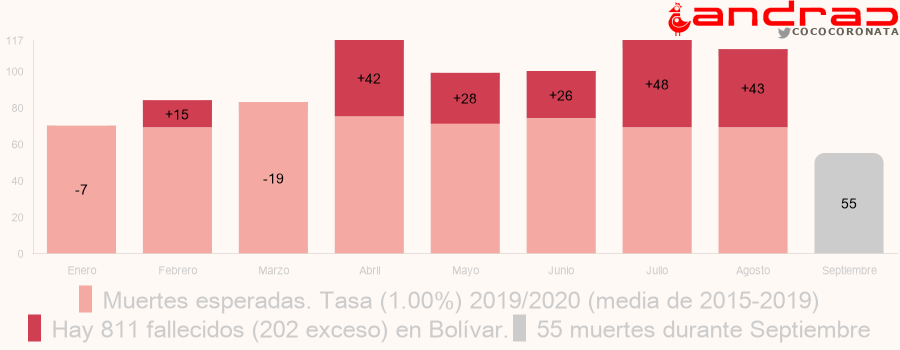 andrac
COCOCORONATA
117
100
80
60
40
20
0
-7
+15
-19
+42
+28
+26
+48
+43
55
Enero
Febrero
Marzo
Abril
Mayo
Junio
Julio
Agosto
Septiembre
Muertes esperadas. Tasa (1.00%) 2019/2020 (media de 2015-2019)
Hay 811 fallecidos (202 exceso) en Bolívar. 55 muertes durante Septiembre